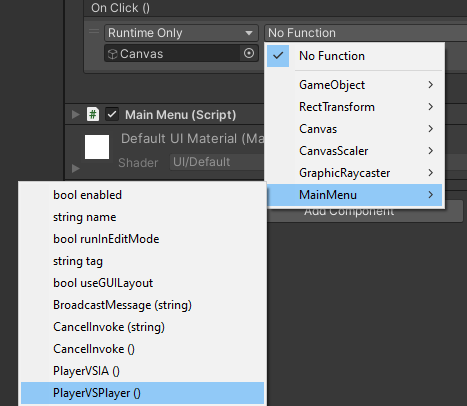 On Click ()
Runtime Only
No Function
Canvas
No Function
GameObject
RectTransform
Canvas
CanvasScaler
GraphicRaycaster
MainMenu
# Main Menu (Script)
Default UI Material (Ma
Shader UI/Default
Add Component
bool enabled
string name
bool runInEditMode
string tag
bool useGUILayout
BroadcastMessage (string)
CancelInvoke (string)
CancelInvoke ()
PlayerVSIA ()
PlayerVSPlayer ()